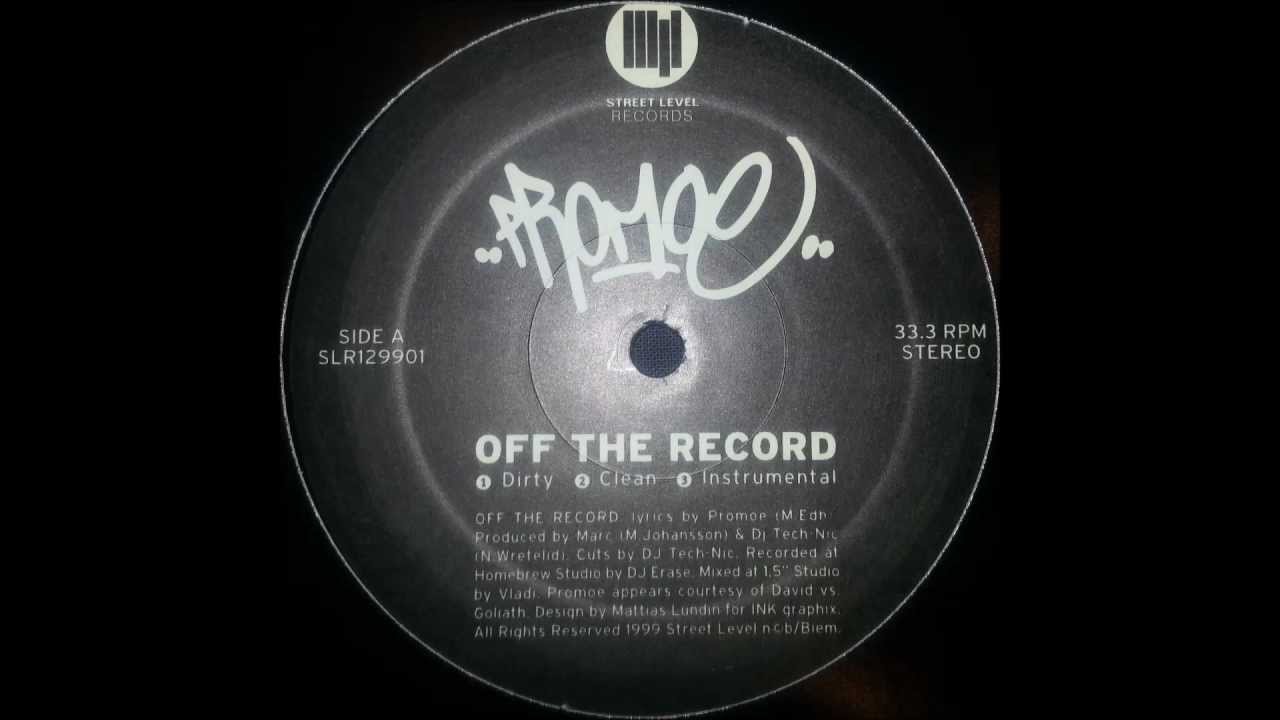 STREET LEVEL
RECORDS
PROMOE
SIDE A
SLR129901
33.3 RPM
STEREO
OFF THE RECORD
1 Dirty 2 Clean 3 Instrumental
OFF THE RECORD, lyrics by Promoe (M.Edh).
Produced by Marc (M.Johansson) & Dj Tech-Nic
(N.Wretelid). Cuts by DJ Tech-Nic. Recorded at
Homebrew Studio by DJ Erase. Mixed at 1,5" Studio
by Vladi. Promoe appears courtesy of David vs.
Goliath. Design by Mattias Lundin for INK graphix.
All Rights Reserved 1999 Street Level n©b/Biem.